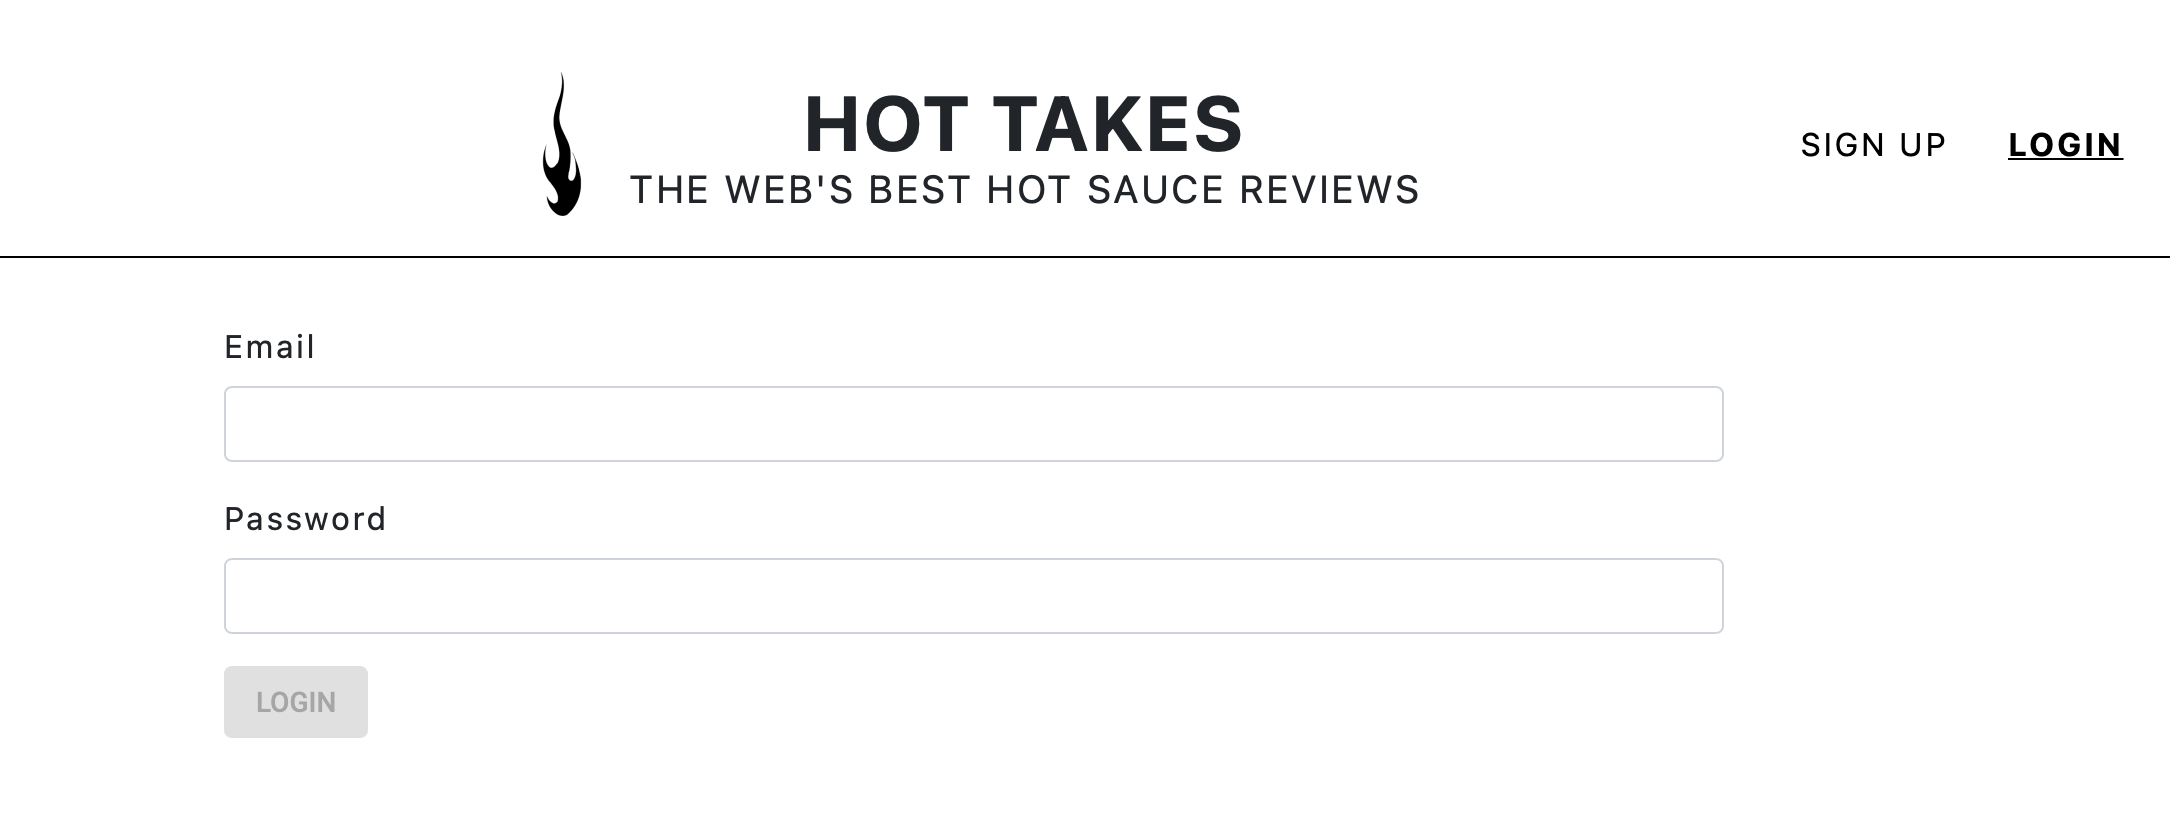 HOT TAKES
THE WEB'S BEST HOT SAUCE REVIEWS
SIGN UP
LOGIN
Email
Password
LOGIN